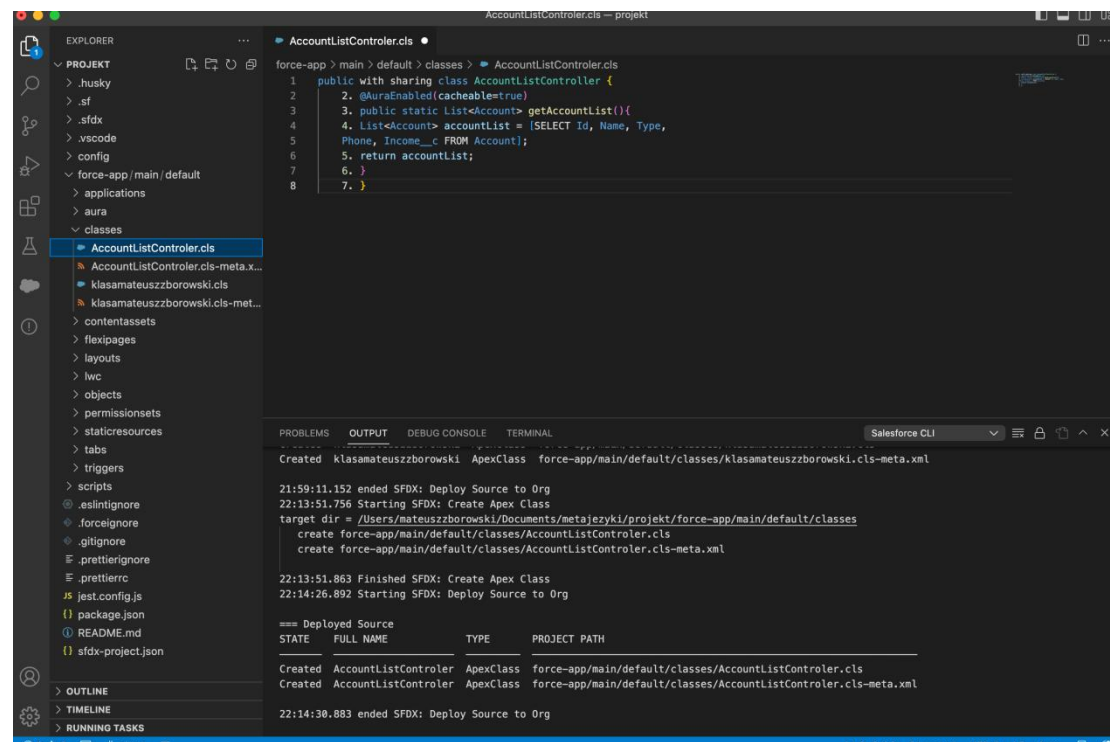 AccountListControler.cls — projekt
EXPLORER
PROJEKT
.husky
.sf
.sfdx
.vscode
config
force-app/main/default
applications
aura
classes
AccountListControler.cls
AccountListControler.cls-meta.x...
klasamateuszzborowski.cls
klasamateuszzborowski.cls-met...
contentassets
flexipages
layouts
lwc
objects
permissionsets
staticresources
tabs
triggers
scripts
.eslintignore
.forceignore
.gitignore
.prettierignore
.prettierrc
JS jest.config.js
{} package.json
README.md
{} sfdx-project.json
OUTLINE
TIMELINE
RUNNING TASKS
1
AccountListControler.cls
force-app > main > default > classes > AccountListControler.cls
1 public with sharing class AccountListController {
2 2. @AuraEnabled(cacheable=true)
3 3. public static List<Account> getAccountList(){
4 4. List<Account> accountList = [SELECT Id, Name, Type,
5 Phone, Income__c FROM Account];
6 5. return accountList;
7 6. }
8 7. }
PROBLEMS OUTPUT DEBUG CONSOLE TERMINAL Salesforce CLI
Created klasamateuszzborowski ApexClass force-app/main/default/classes/klasamateuszzborowski.cls-meta.xml
21:59:11.152 ended SFDX: Deploy Source to Org
22:13:51.756 Starting SFDX: Create Apex Class
target dir = /Users/mateuszzborowski/Documents/metajezyki/projekt/force-app/main/default/classes
create force-app/main/default/classes/AccountListControler.cls
create force-app/main/default/classes/AccountListControler.cls-meta.xml
22:13:51.863 Finished SFDX: Create Apex Class
22:14:26.892 Starting SFDX: Deploy Source to Org
=== Deployed Source
STATE FULL NAME TYPE PROJECT PATH
Created AccountListControler ApexClass force-app/main/default/classes/AccountListControler.cls
Created AccountListControler ApexClass force-app/main/default/classes/AccountListControler.cls-meta.xml
22:14:30.883 ended SFDX: Deploy Source to Org